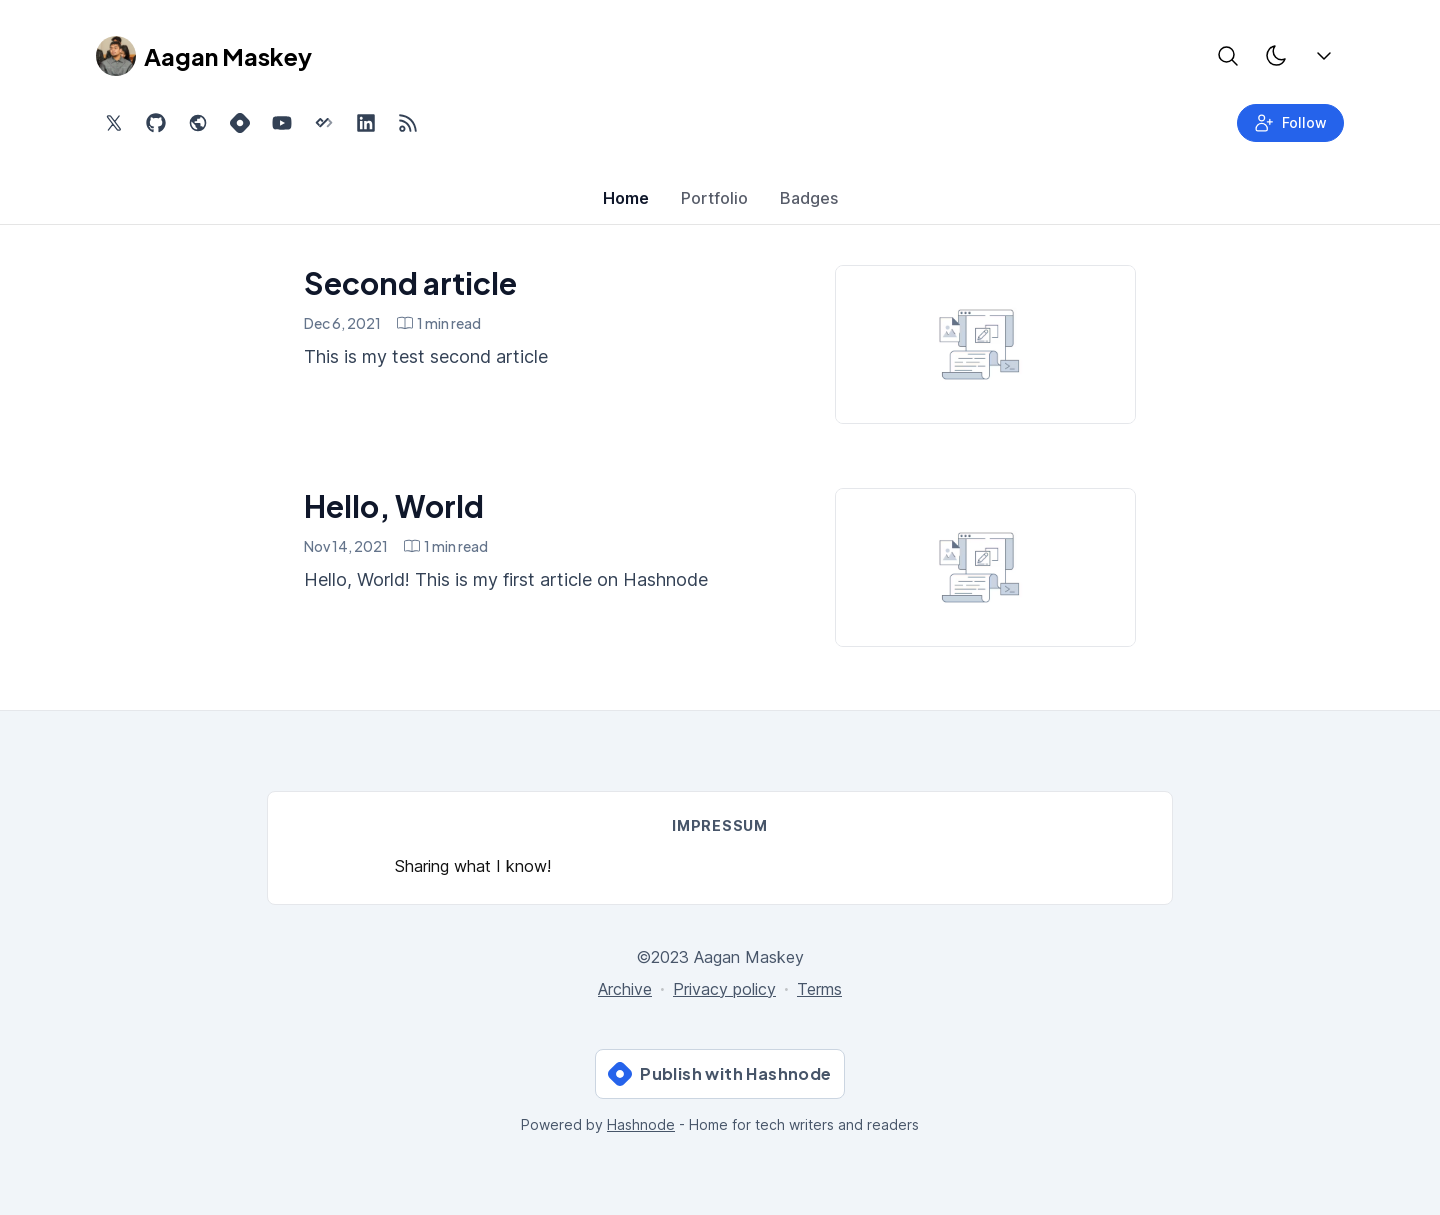 Aagan Maskey
Follow
Home
Portfolio
Badges
Second article
Dec 6, 2021
1 min read
This is my test second article
Hello, World
Nov 14, 2021
1 min read
Hello, World! This is my first article on Hashnode
IMPRESSUM
Sharing what I know!
©2023 Aagan Maskey
Archive · Privacy policy · Terms
Publish with Hashnode
Powered by Hashnode - Home for tech writers and readers